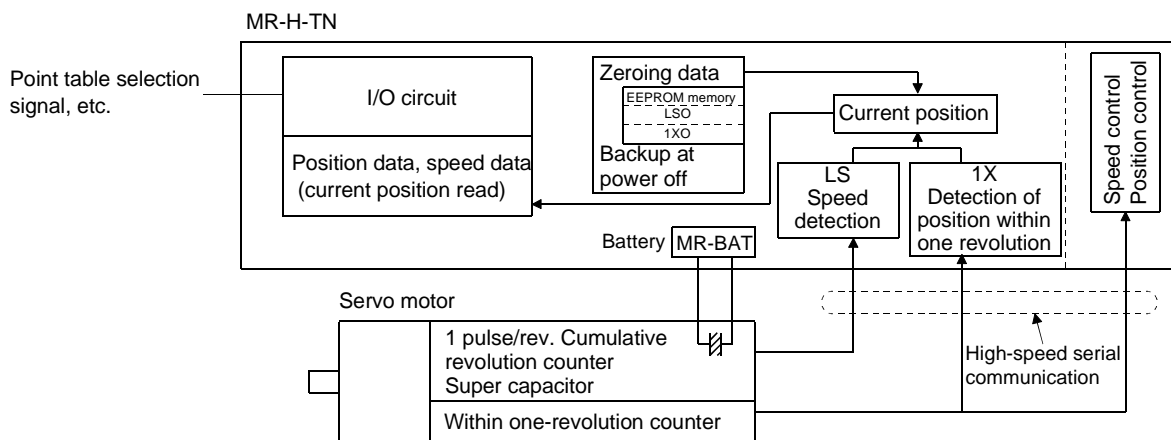 MR-H-TN
Point table selection
signal, etc.
I/O circuit
Position data, speed data
(current position read)
Zeroing data
EEPROM memory
LSO
1XO
Backup at
power off
Current position
LS
Speed
detection
1X
Detection of
position within
one revolution
Speed control
Position control
Battery
MR-BAT
Servo motor
1 pulse/rev. Cumulative
revolution counter
Super capacitor
Within one-revolution counter
High-speed serial
communication